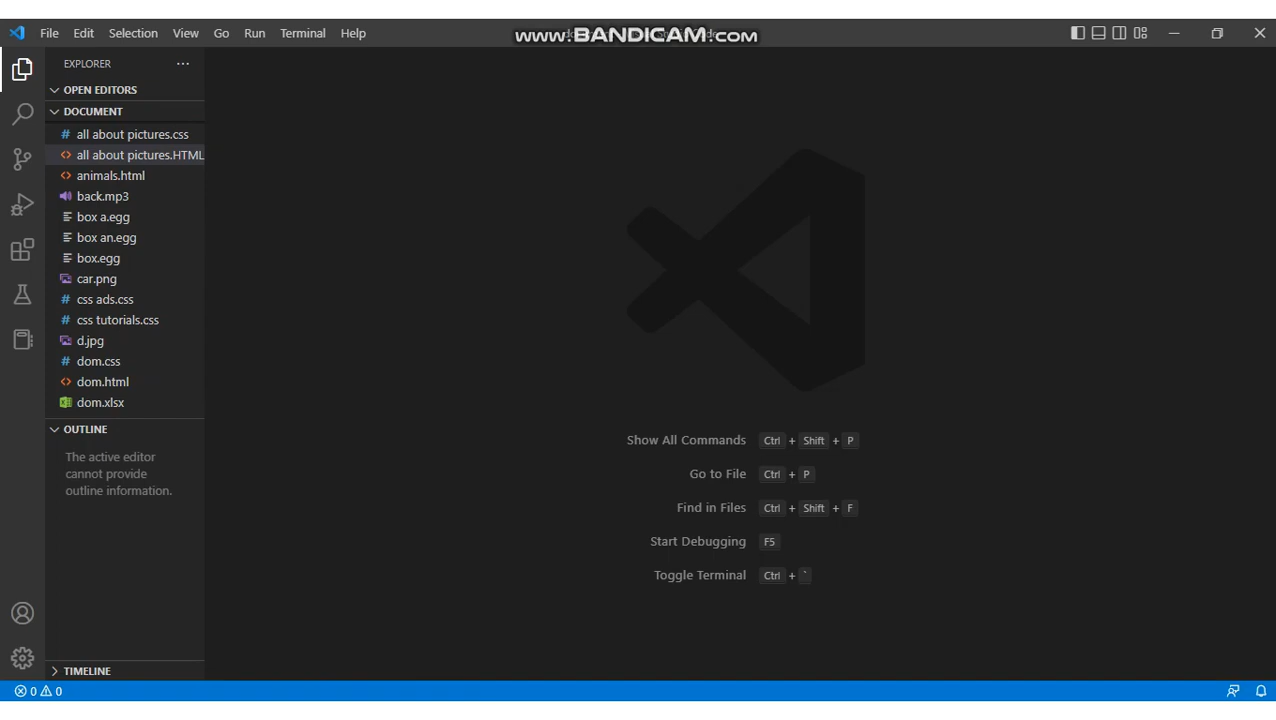 File Edit Selection View Go Run Terminal Help
www.BANDICAM.com
EXPLORER
OPEN EDITORS
DOCUMENT
all about pictures.css
all about pictures.HTML
animals.html
back.mp3
box a.egg
box an.egg
box.egg
car.png
css ads.css
css tutorials.css
d.jpg
dom.css
dom.html
dom.xlsx
OUTLINE
The active editor
cannot provide
outline information.
TIMELINE
0 0
Show All Commands Ctrl + Shift + P
Go to File Ctrl + P
Find in Files Ctrl + Shift + F
Start Debugging F5
Toggle Terminal Ctrl + `